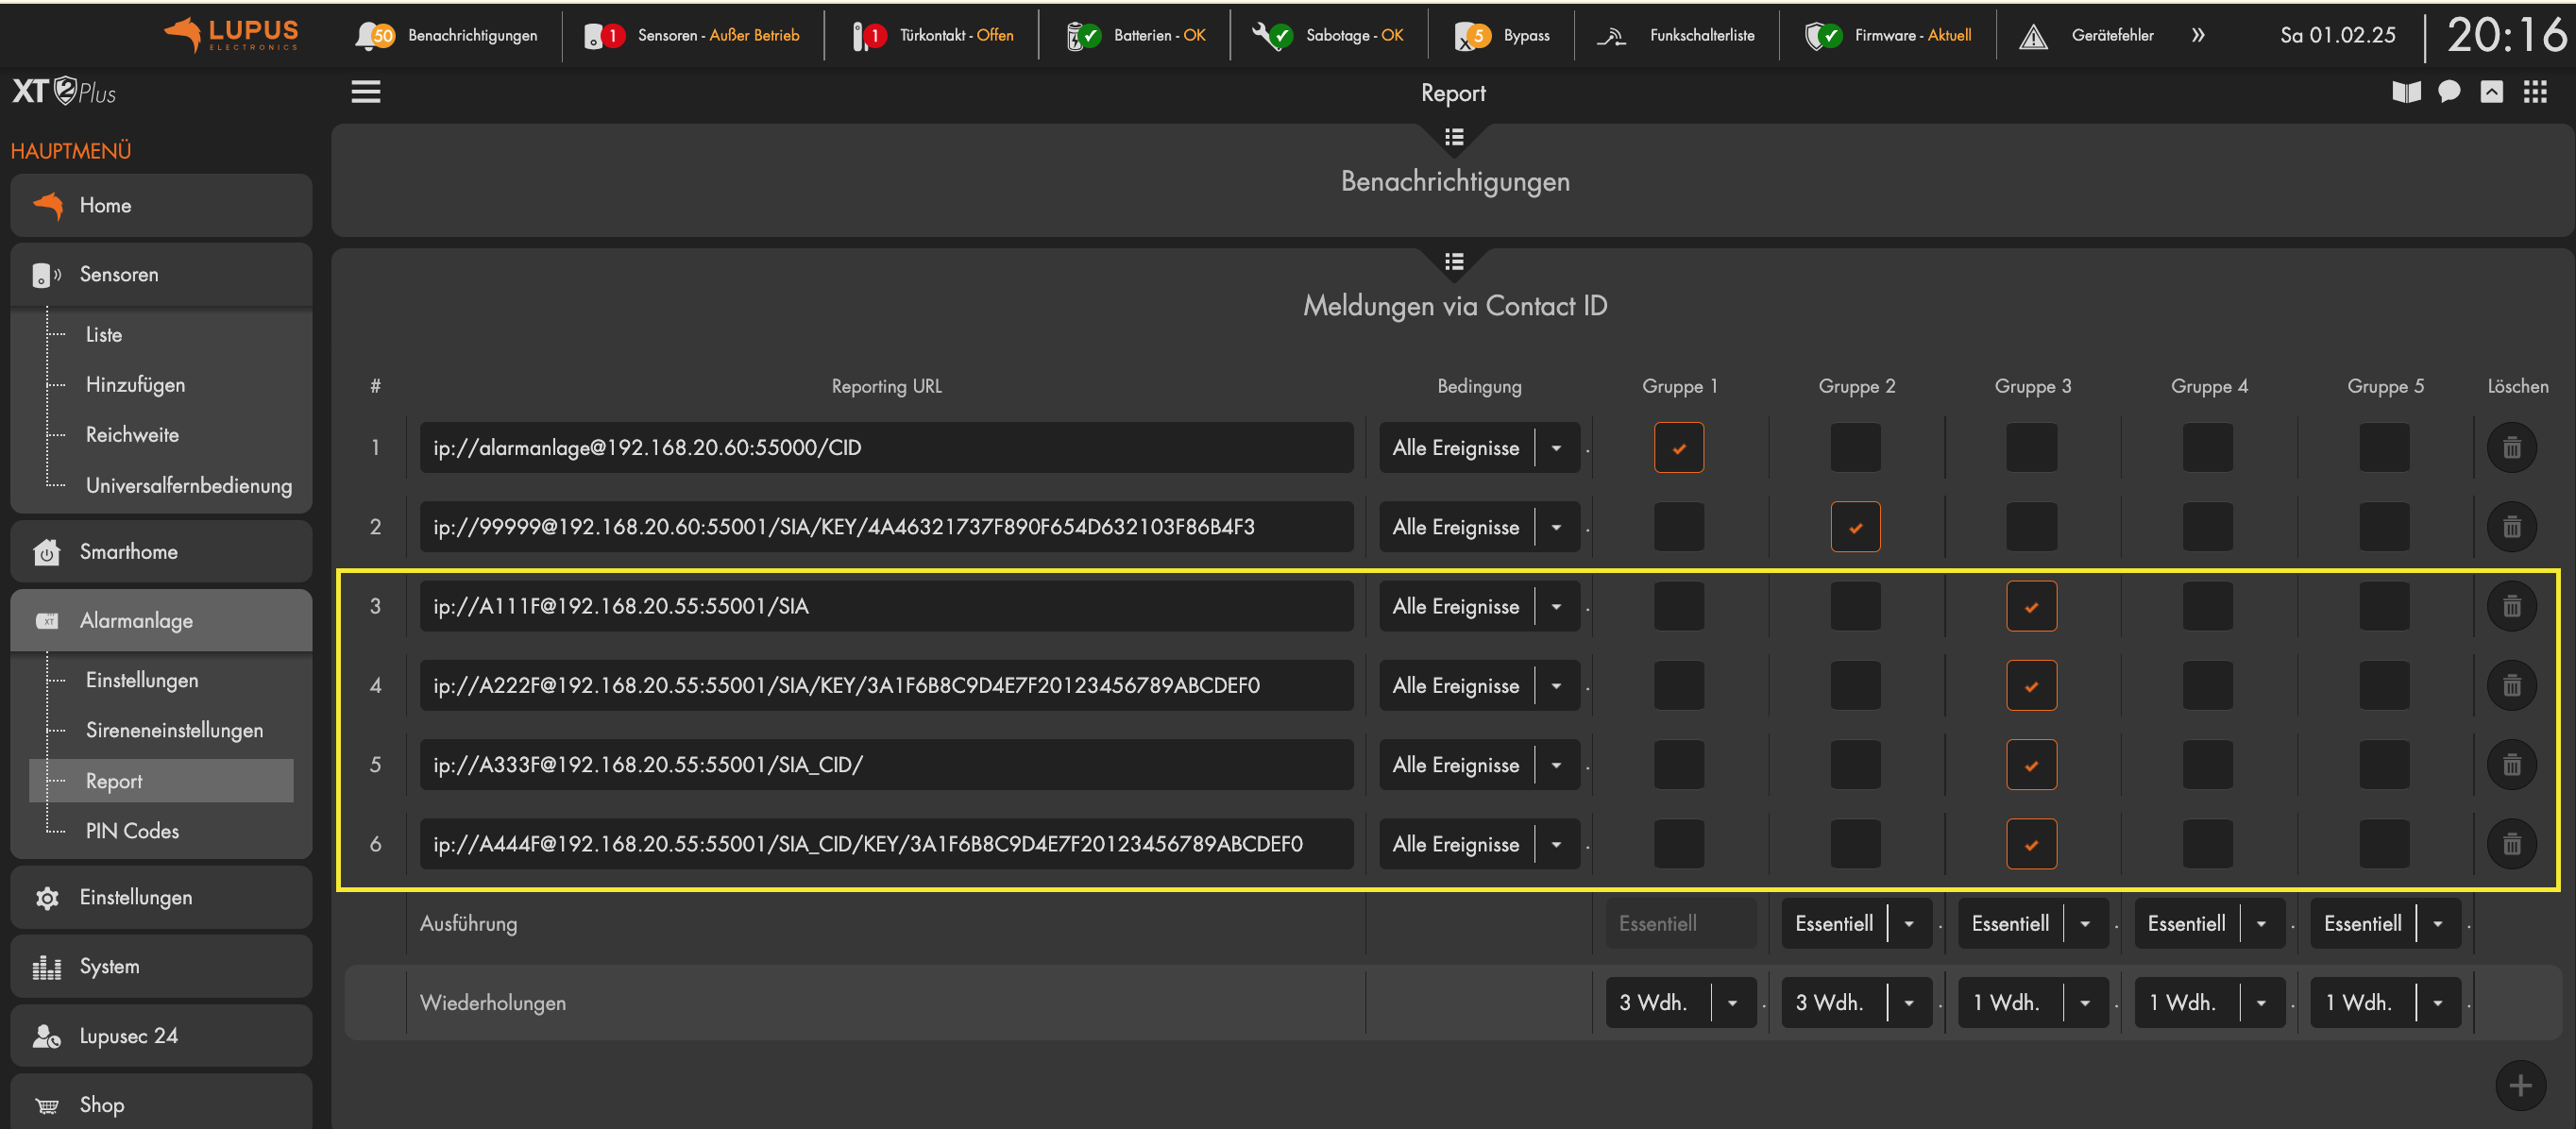 LUPUS
ELECTRONICS
50 Benachrichtigungen
1 Sensoren - Außer Betrieb
1 Türkontakt - Offen
Batterien - OK
Sabotage - OK
X 5 Bypass
Funkschalterliste
Firmware - Aktuell
Gerätefehler
»
Sa 01.02.25
20:16
XT 2 Plus
Report
HAUPTMENÜ
Home
Sensoren
Liste
Hinzufügen
Reichweite
Universalfernbedienung
Smarthome
XT Alarmanlage
Einstellungen
Sireneneinstellungen
Report
PIN Codes
Einstellungen
System
Lupusec 24
Shop
Benachrichtigungen
Meldungen via Contact ID
# Reporting URL Bedingung Gruppe 1 Gruppe 2 Gruppe 3 Gruppe 4 Gruppe 5 Löschen
1 ip://alarmanlage@192.168.20.60:55000/CID Alle Ereignisse
2 ip://99999@192.168.20.60:55001/SIA/KEY/4A46321737F890F654D632103F86B4F3 Alle Ereignisse
3 ip://A111F@192.168.20.55:55001/SIA Alle Ereignisse
4 ip://A222F@192.168.20.55:55001/SIA/KEY/3A1F6B8C9D4E7F20123456789ABCDEF0 Alle Ereignisse
5 ip://A333F@192.168.20.55:55001/SIA_CID/ Alle Ereignisse
6 ip://A444F@192.168.20.55:55001/SIA_CID/KEY/3A1F6B8C9D4E7F20123456789ABCDEF0 Alle Ereignisse
Ausführung Essentiell Essentiell Essentiell Essentiell Essentiell
Wiederholungen 3 Wdh. 3 Wdh. 1 Wdh. 1 Wdh. 1 Wdh.